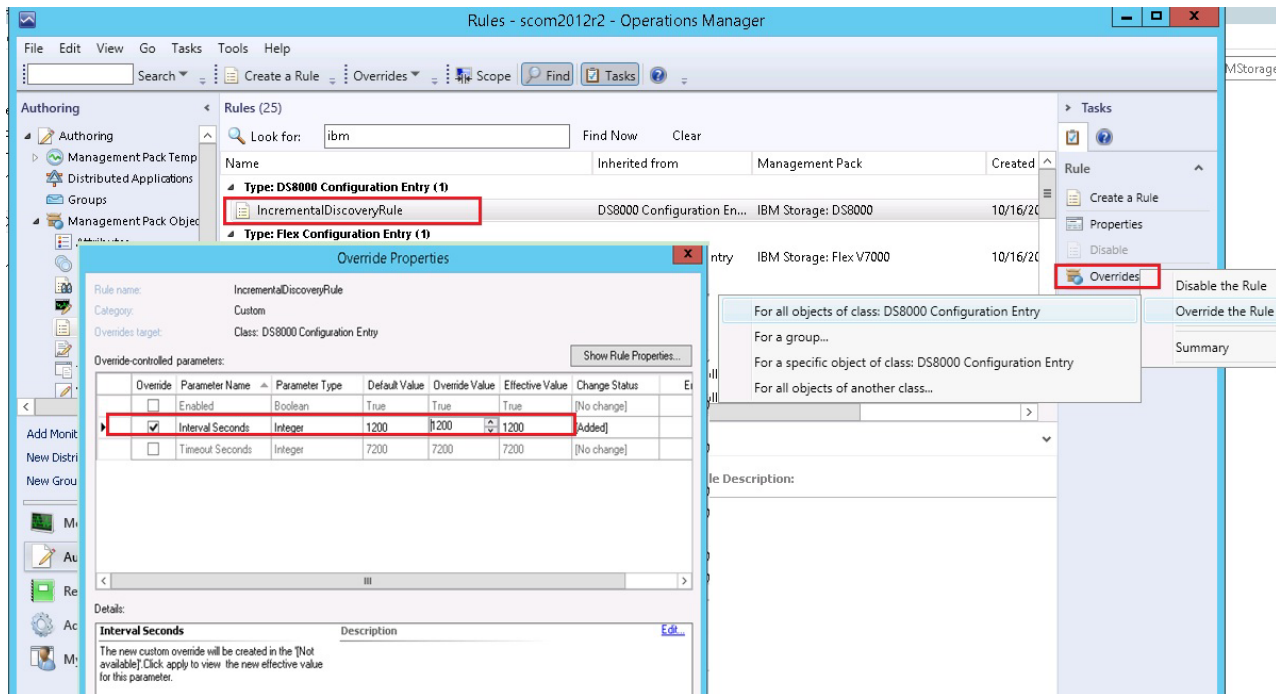 Rules - scom2012r2 - Operations Manager
File Edit View Go Tasks Tools Help
Search Create a Rule Overrides Scope Find Tasks
MStorage
Authoring
Authoring
Management Pack Temp
Distributed Applications
Groups
Management Pack Objec
Rules (25)
Look for: ibm Find Now Clear
Name Inherited from Management Pack Created
Type: DS8000 Configuration Entry (1)
IncrementalDiscoveryRule DS8000 Configuration En... IBM Storage: DS8000 10/16/20
Type: Flex Configuration Entry (1)
ntry IBM Storage: Flex V7000 10/16/20
Tasks
Rule
Create a Rule
Properties
Disable
Overrides
Disable the Rule
Override the Rule
Summary
For all objects of class: DS8000 Configuration Entry
For a group...
For a specific object of class: DS8000 Configuration Entry
For all objects of another class...
Override Properties
Rule name: IncrementalDiscoveryRule
Category: Custom
Overrides target: Class: DS8000 Configuration Entry
Override-controlled parameters: Show Rule Properties...
Override Parameter Name Parameter Type Default Value Override Value Effective Value Change Status
Enabled Boolean True True True [No change]
Interval Seconds Integer 1200 1200 1200 [Added]
Timeout Seconds Integer 7200 7200 7200 [No change]
Details:
Interval Seconds Description Edit...
The new custom override will be created in the '[Not
available]'.Click apply to view the new effective value
for this parameter.
le Description:
Add Monit
New Distri
New Grou
M
Au
Re
Ac
My